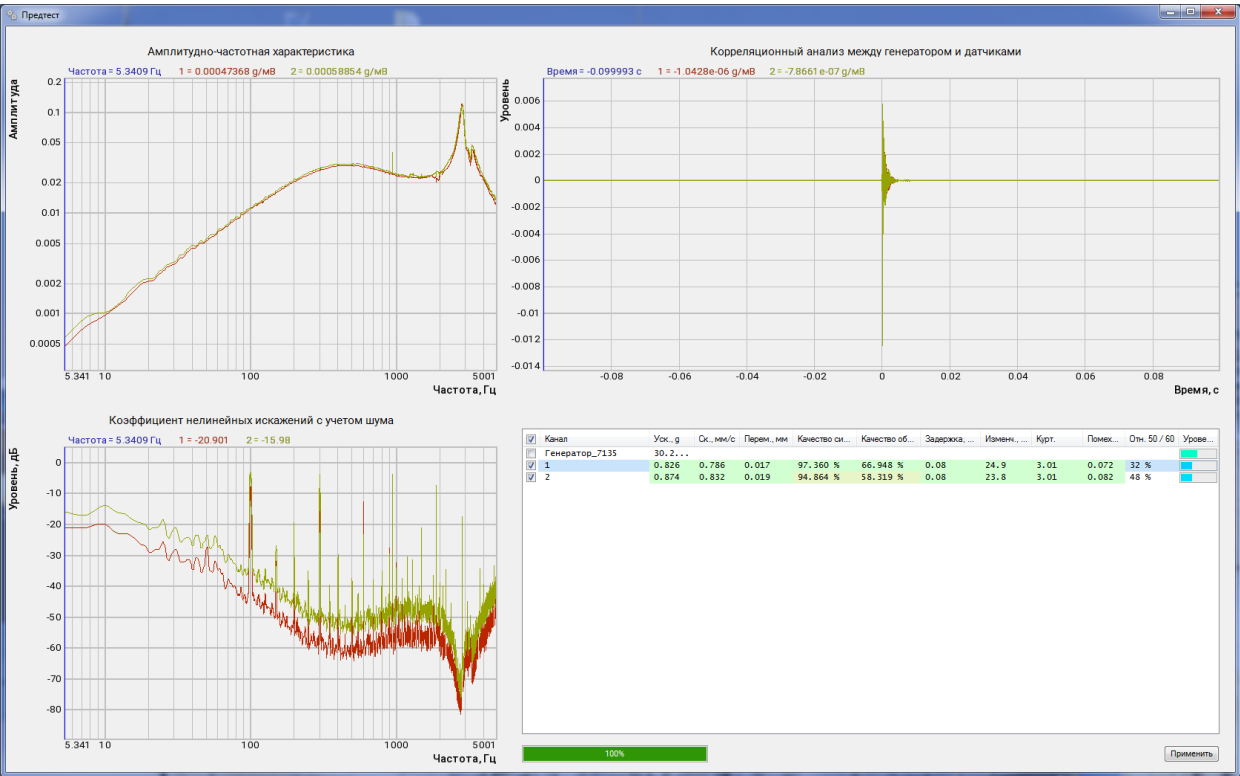 Предтест
Амплитудно-частотная характеристика
Частота = 5.3409 Гц 1 = 0.00047368 g/мВ 2 = 0.00058854 g/мВ
Амплитуда
0.2
0.1
0.05
0.02
0.01
0.005
0.002
0.001
0.0005
5.341 10 100 1000 5001
Частота, Гц
Корреляционный анализ между генератором и датчиками
Время = -0.099993 с 1 = -1.0428e-06 g/мВ 2 = -7.8661e-07 g/мВ
Уровень
0.006
0.004
0.002
0
-0.002
-0.004
-0.006
-0.008
-0.01
-0.012
-0.014
-0.08 -0.06 -0.04 -0.02 0 0.02 0.04 0.06 0.08
Время, с
Коэффициент нелинейных искажений с учетом шума
Частота = 5.3409 Гц 1 = -20.901 2 = -15.98
Уровень, дБ
0
-10
-20
-30
-40
-50
-60
-70
-80
5.341 10 100 1000 5001
Частота, Гц
Канал Уск., g Ск., мм/с Перем., мм Качество си... Качество об... Задержка, ... Изменч., ... Курт. Помех... Отн. 50 / 60 Урове...
Генератор_7135 30.2...
1 0.826 0.786 0.017 97.360 % 66.948 % 0.08 24.9 3.01 0.072 32 %
2 0.874 0.832 0.019 94.864 % 58.319 % 0.08 23.8 3.01 0.082 48 %
100%
Применить